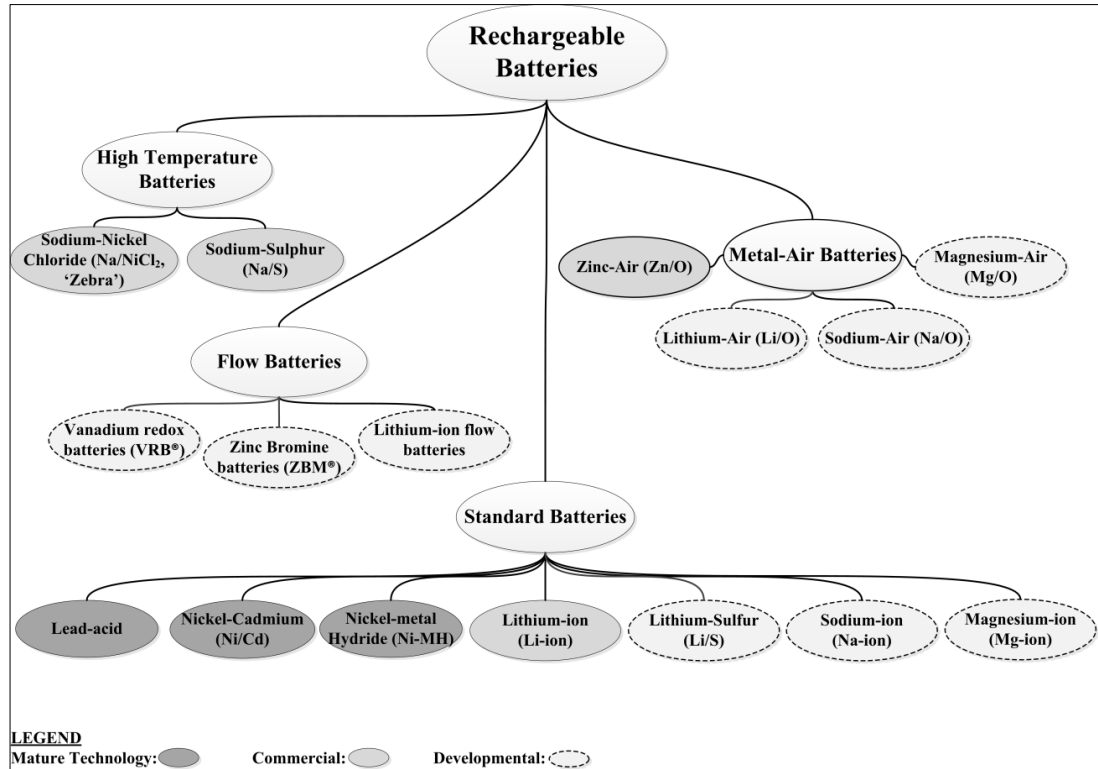 Rechargeable
Batteries
High Temperature
Batteries
Sodium-Nickel
Chloride (Na/NiCl₂,
‘Zebra’)
Sodium-Sulphur
(Na/S)
Zinc-Air (Zn/O)
Metal-Air Batteries
Magnesium-Air
(Mg/O)
Lithium-Air (Li/O)
Sodium-Air (Na/O)
Flow Batteries
Vanadium redox
batteries (VRB®)
Zinc Bromine
batteries (ZBM®)
Lithium-ion flow
batteries
Standard Batteries
Lead-acid
Nickel-Cadmium
(Ni/Cd)
Nickel-metal
Hydride (Ni-MH)
Lithium-ion
(Li-ion)
Lithium-Sulfur
(Li/S)
Sodium-ion
(Na-ion)
Magnesium-ion
(Mg-ion)
LEGEND
Mature Technology:
Commercial:
Developmental: